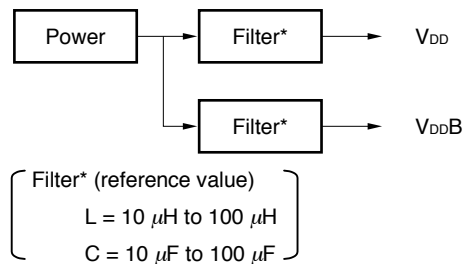 Power
Filter*
VDD
Filter*
VDDB
Filter* (reference value)
L = 10 μH to 100 μH
C = 10 μF to 100 μF